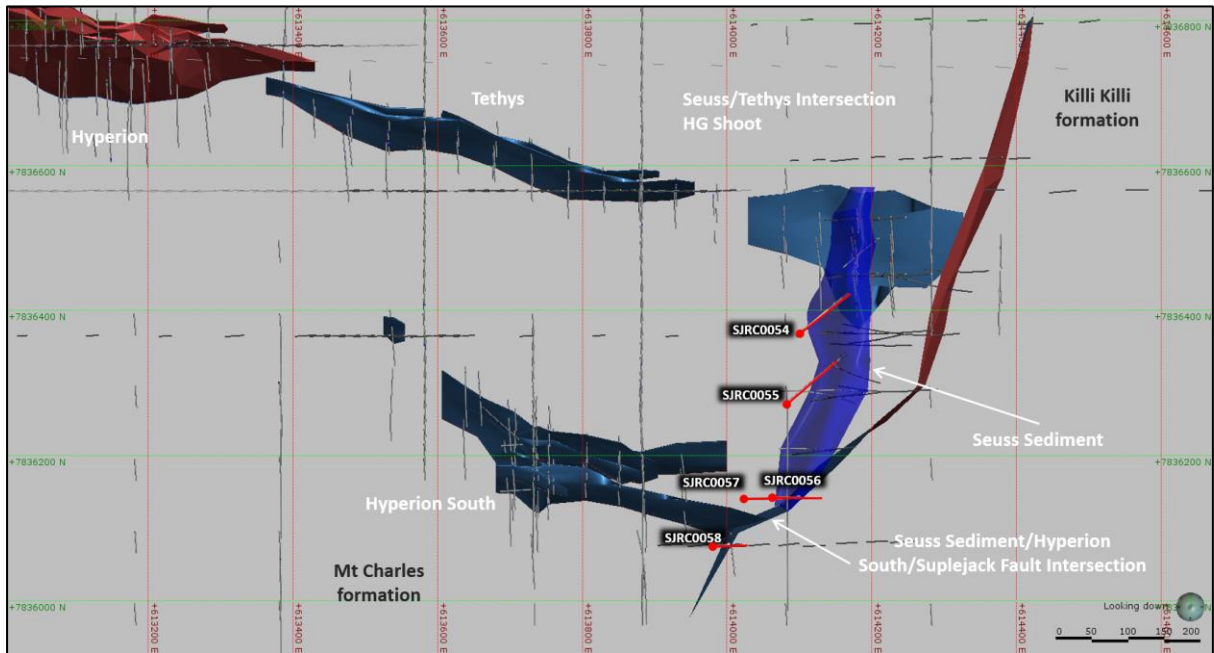 +613400 E
+613600 E
+613800 E
+614000 E
+614200 E
+7836800 N
Hyperion
Tethys
Seuss/Tethys Intersection
HG Shoot
Killi Killi
formation
+7836600 N
+7836600 N
+7836400 N
+7836400 N
SJRC0054
SJRC0055
Seuss Sediment
+7836200 N
+7836200 N
SJRC0057
SJRC0056
Hyperion South
SJRC0058
Seuss Sediment/Hyperion
South/Suplejack Fault Intersection
Mt Charles
formation
+7836000 N
Looking down
0 50 100 150 200
+613200 E
+613400 E
+613600 E
+613800 E
+614000 E
+614200 E
+614400 E